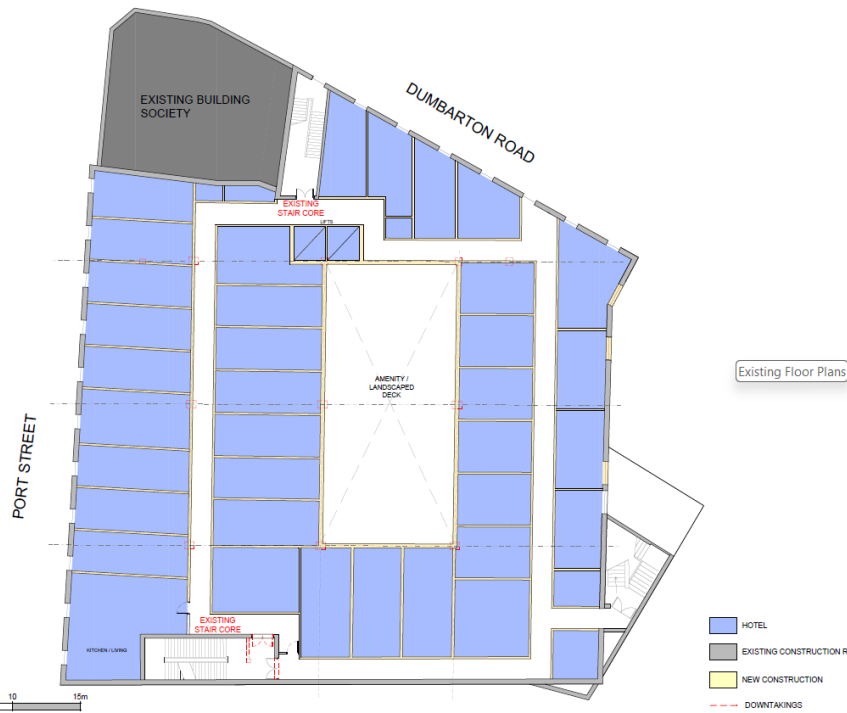 EXISTING BUILDING
SOCIETY
DUMBARTON ROAD
EXISTING
STAIR CORE
LIFTS
AMENITY /
LANDSCAPED
DECK
Existing Floor Plans
PORT STREET
EXISTING
STAIR CORE
KITCHEN / LIVING
HOTEL
EXISTING CONSTRUCTION R
NEW CONSTRUCTION
DOWNTAKINGS
10 15m